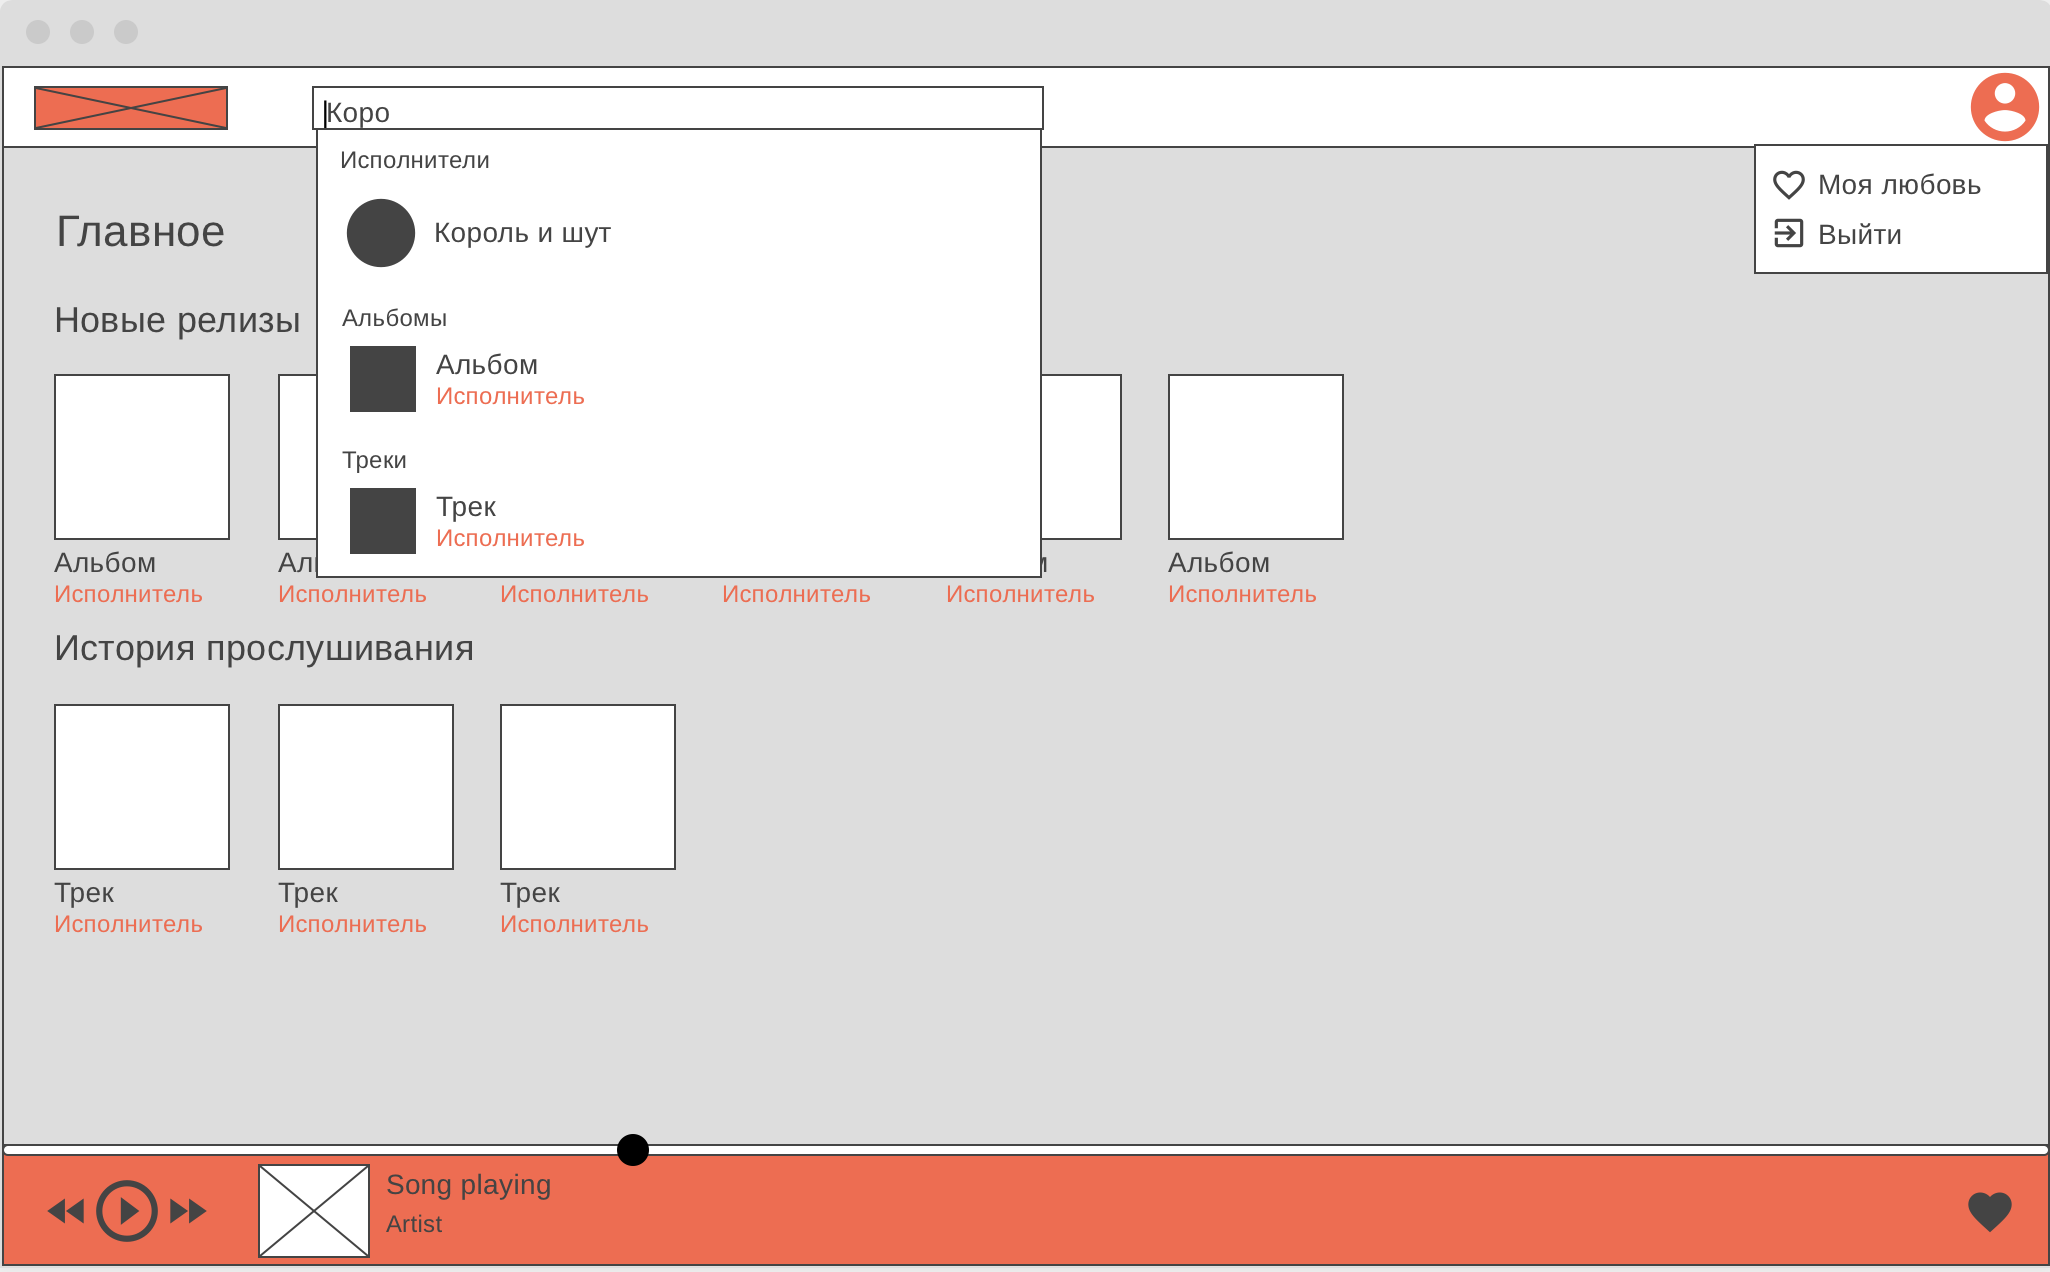 Коро
Исполнители
Король и шут
Альбомы
Альбом
Исполнитель
Треки
Трек
Исполнитель
Моя любовь
Выйти
Главное
Новые релизы
Альбом
Альбом
Исполнитель Исполнитель Исполнитель Исполнитель Исполнитель Исполнитель
История прослушивания
Трек Трек Трек
Исполнитель Исполнитель Исполнитель
Song playing
Artist